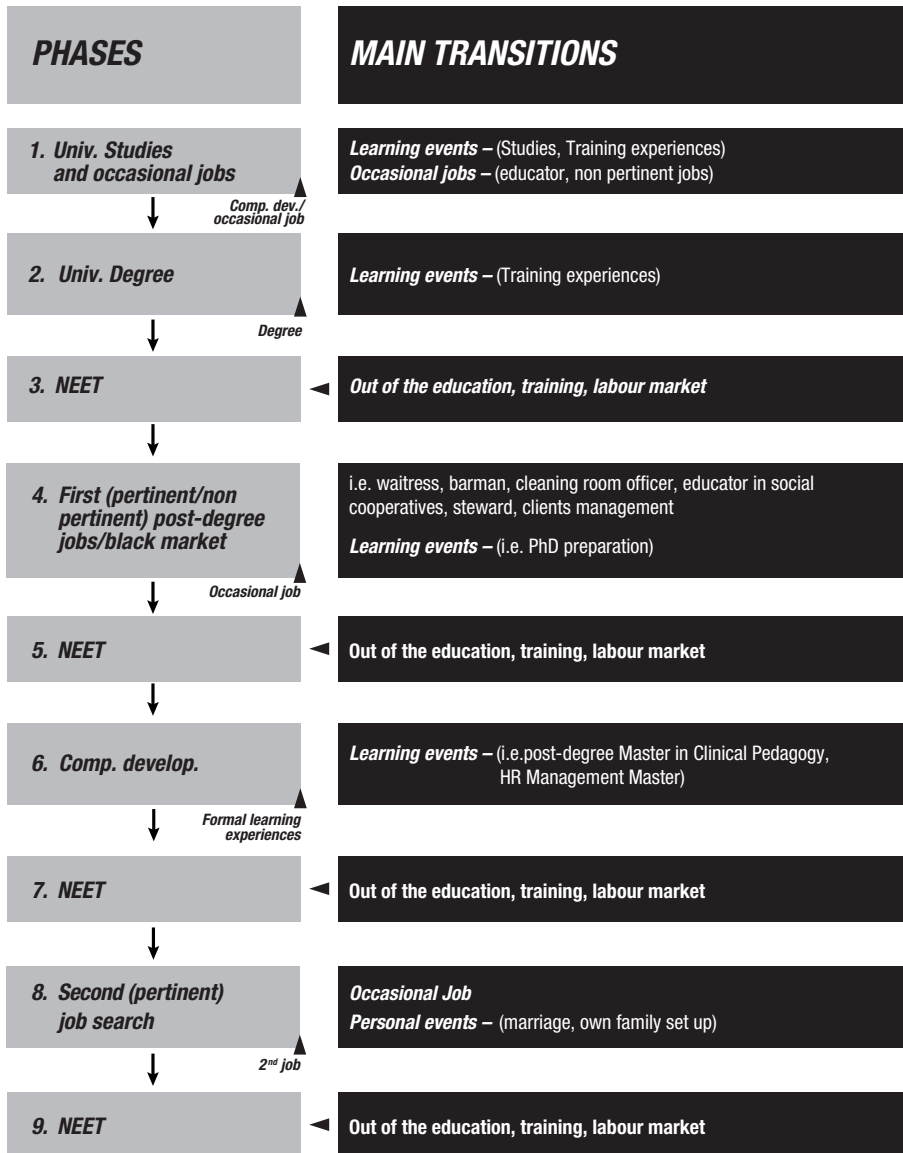 PHASES
MAIN TRANSITIONS
1. Univ. Studies
and occasional jobs
Learning events – (Studies, Training experiences)
Occasional jobs – (educator, non pertinent jobs)
Comp. dev./
occasional job
2. Univ. Degree
Learning events – (Training experiences)
Degree
3. NEET
Out of the education, training, labour market
4. First (pertinent/non
pertinent) post-degree
jobs/black market
i.e. waitress, barman, cleaning room officer, educator in social
cooperatives, steward, clients management
Learning events – (i.e. PhD preparation)
Occasional job
5. NEET
Out of the education, training, labour market
6. Comp. develop.
Learning events – (i.e.post-degree Master in Clinical Pedagogy,
HR Management Master)
Formal learning
experiences
7. NEET
Out of the education, training, labour market
8. Second (pertinent)
job search
Occasional Job
Personal events – (marriage, own family set up)
2nd job
9. NEET
Out of the education, training, labour market